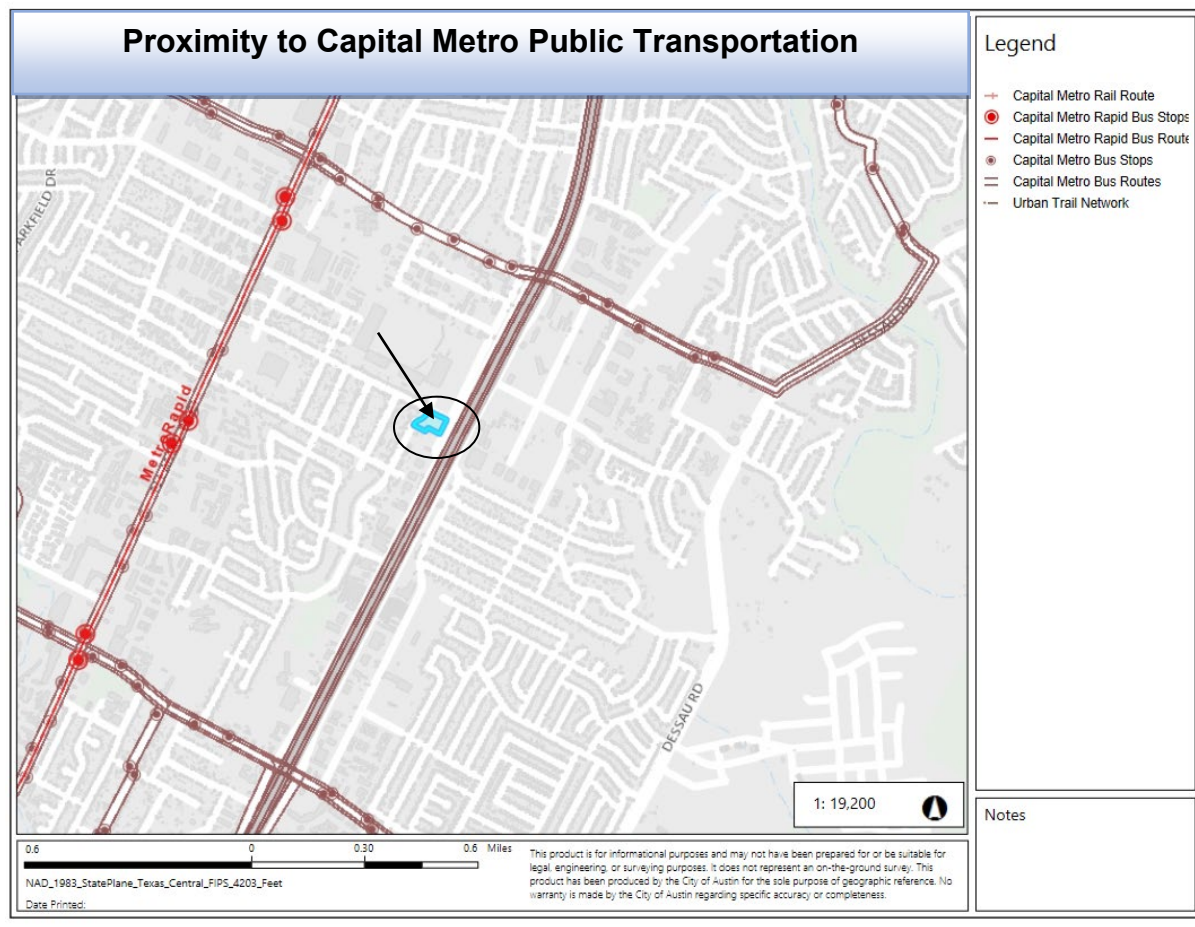 Proximity to Capital Metro Public Transportation
Legend
Capital Metro Rail Route
Capital Metro Rapid Bus Stops
Capital Metro Rapid Bus Route
Capital Metro Bus Stops
Capital Metro Bus Routes
Urban Trail Network
ARKFIELD DR
MetroRapid
DESSAU RD
1: 19,200
Notes
0.6 0 0.30 0.6 Miles
NAD_1983_StatePlane_Texas_Central_FIPS_4203_Feet
Date Printed:
This product is for informational purposes and may not have been prepared for or be suitable for
legal, engineering, or surveying purposes. It does not represent an on-the-ground survey. This
product has been produced by the City of Austin for the sole purpose of geographic reference. No
warranty is made by the City of Austin regarding specific accuracy or completeness.